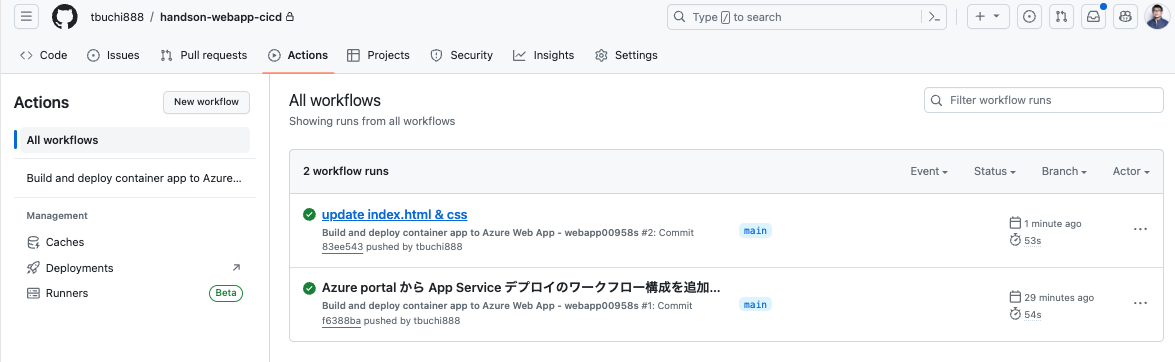 tbuchi888 / handson-webapp-cicd
Type / to search
Code
Issues
Pull requests
Actions
Projects
Security
Insights
Settings
Actions
New workflow
All workflows
Build and deploy container app to Azure...
Management
Caches
Deployments
Runners
Beta
All workflows
Showing runs from all workflows
Filter workflow runs
2 workflow runs
Event
Status
Branch
Actor
update index.html & css
Build and deploy container app to Azure Web App - webapp00958s #2: Commit
83ee543 pushed by tbuchi888
main
1 minute ago
53s
Azure portal から App Service デプロイのワークフロー構成を追加...
Build and deploy container app to Azure Web App - webapp00958s #1: Commit
f6388ba pushed by tbuchi888
main
29 minutes ago
54s